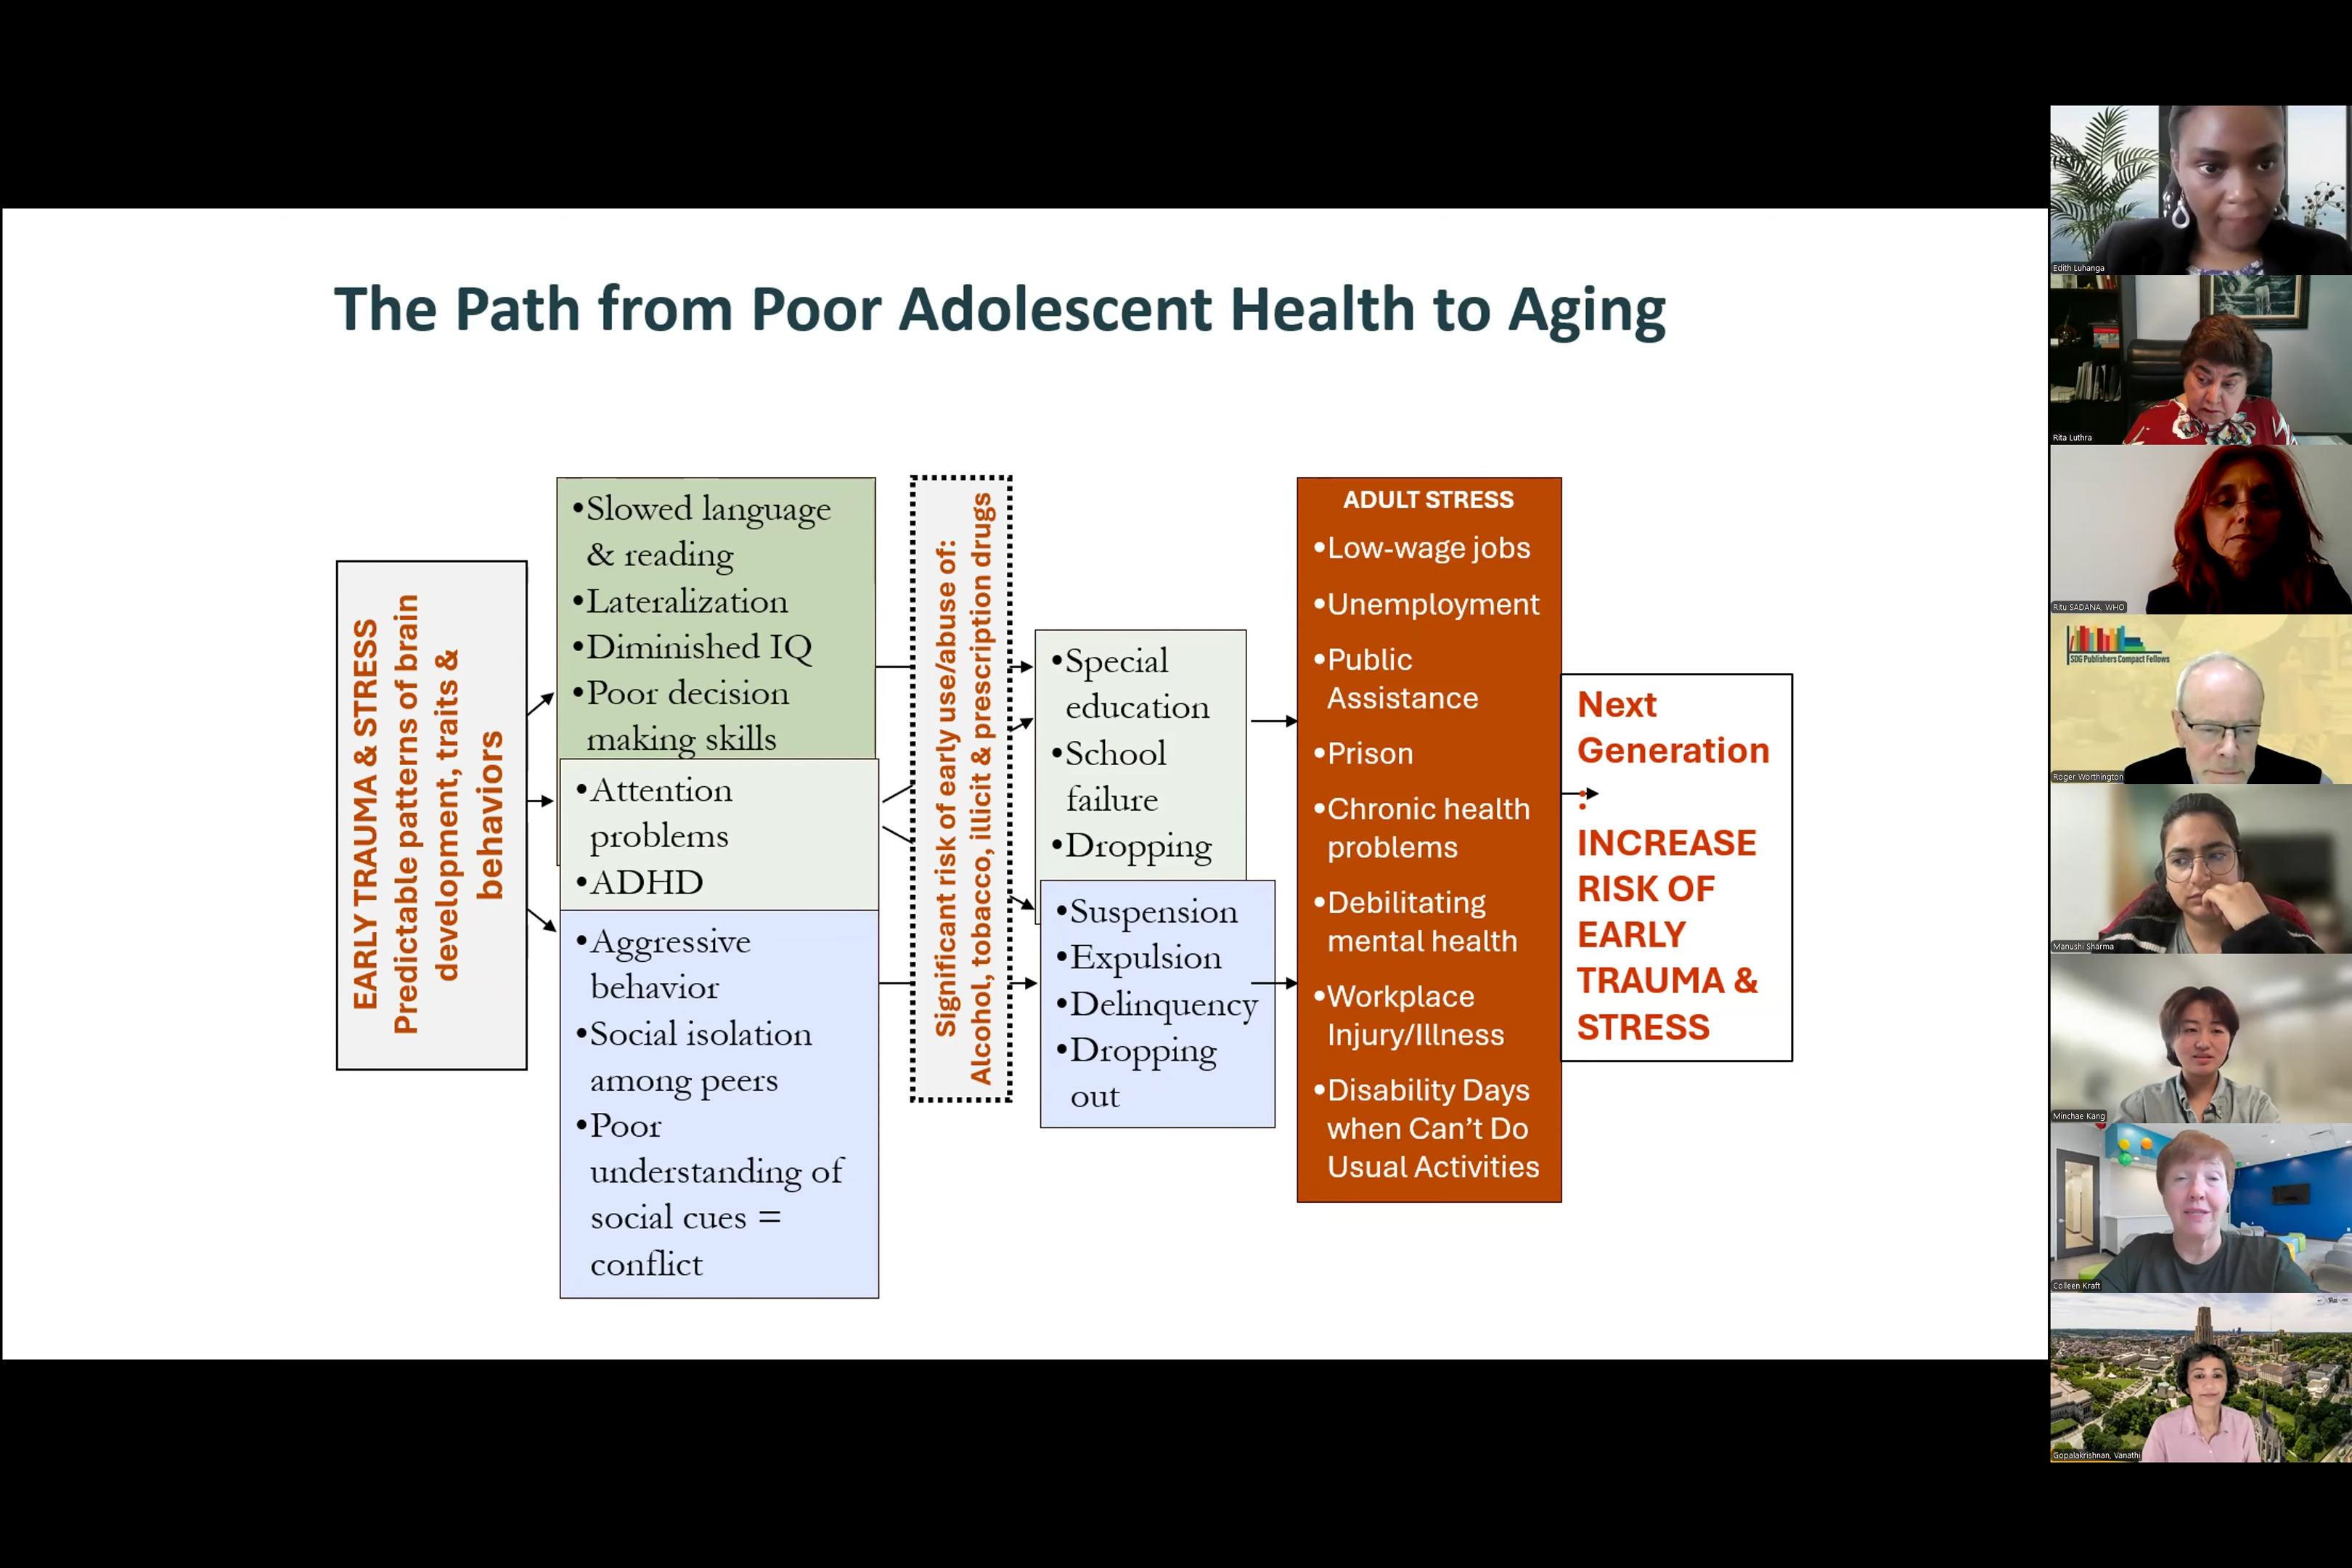 The Path from Poor Adolescent Health to Aging
EARLY TRAUMA & STRESS
Predictable patterns of brain
development, traits &
behaviors
•Slowed language
& reading
•Lateralization
•Diminished IQ
•Poor decision
making skills
•Attention
problems
•ADHD
•Aggressive
behavior
•Social isolation
among peers
•Poor
understanding of
social cues =
conflict
Significant risk of early use/abuse of:
Alcohol, tobacco, illicit & prescription drugs
•Special
education
•School
failure
•Dropping
•Suspension
•Expulsion
•Delinquency
•Dropping
out
ADULT STRESS
•Low-wage jobs
•Unemployment
•Public
Assistance
•Prison
•Chronic health
problems
•Debilitating
mental health
•Workplace
Injury/Illness
•Disability Days
when Can’t Do
Usual Activities
Next
Generation
:
INCREASE
RISK OF
EARLY
TRAUMA &
STRESS
Edith Luhanga
Rita Luthra
Ritu SADANA, WHO
SDG Publishers Compact Fellows
Roger Worthington
Manushi Sharma
Minchae Kang
Colleen Kraft
Gopalakrishnan, Vanathi